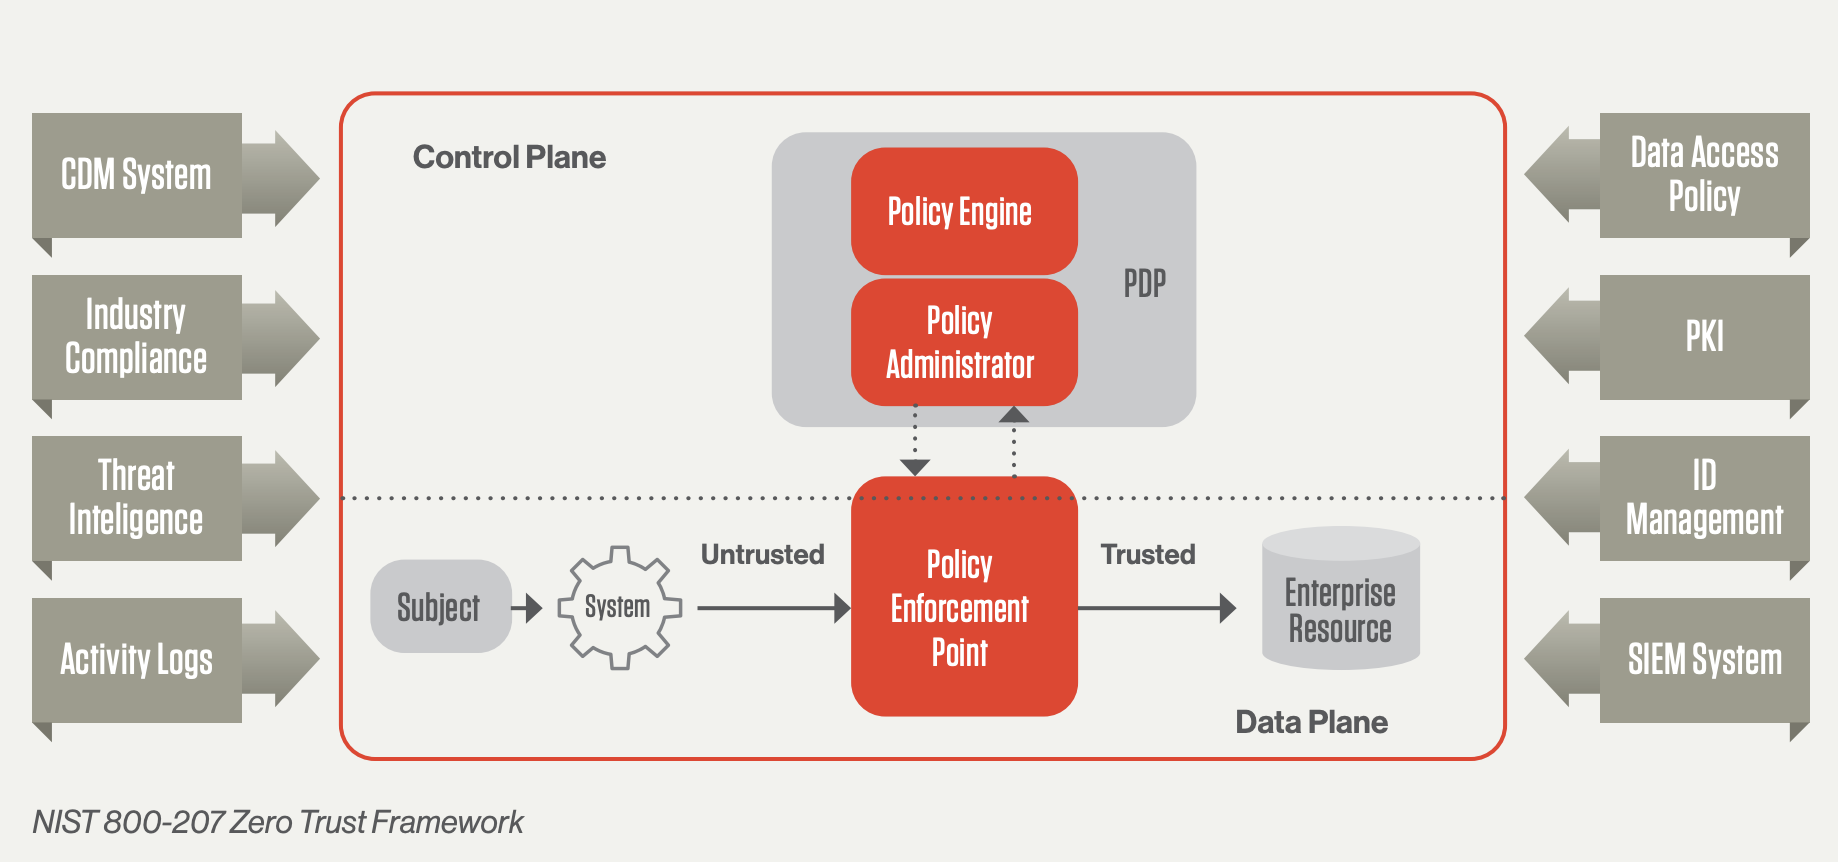 Control Plane
CDM System
Industry
Compliance
Threat
Inteligence
Activity Logs
Policy Engine
Policy
Administrator
PDP
Subject
System
Untrusted
Policy
Enforcement
Point
Trusted
Enterprise
Resource
Data Plane
Data Access
Policy
PKI
ID
Management
SIEM System
NIST 800-207 Zero Trust Framework